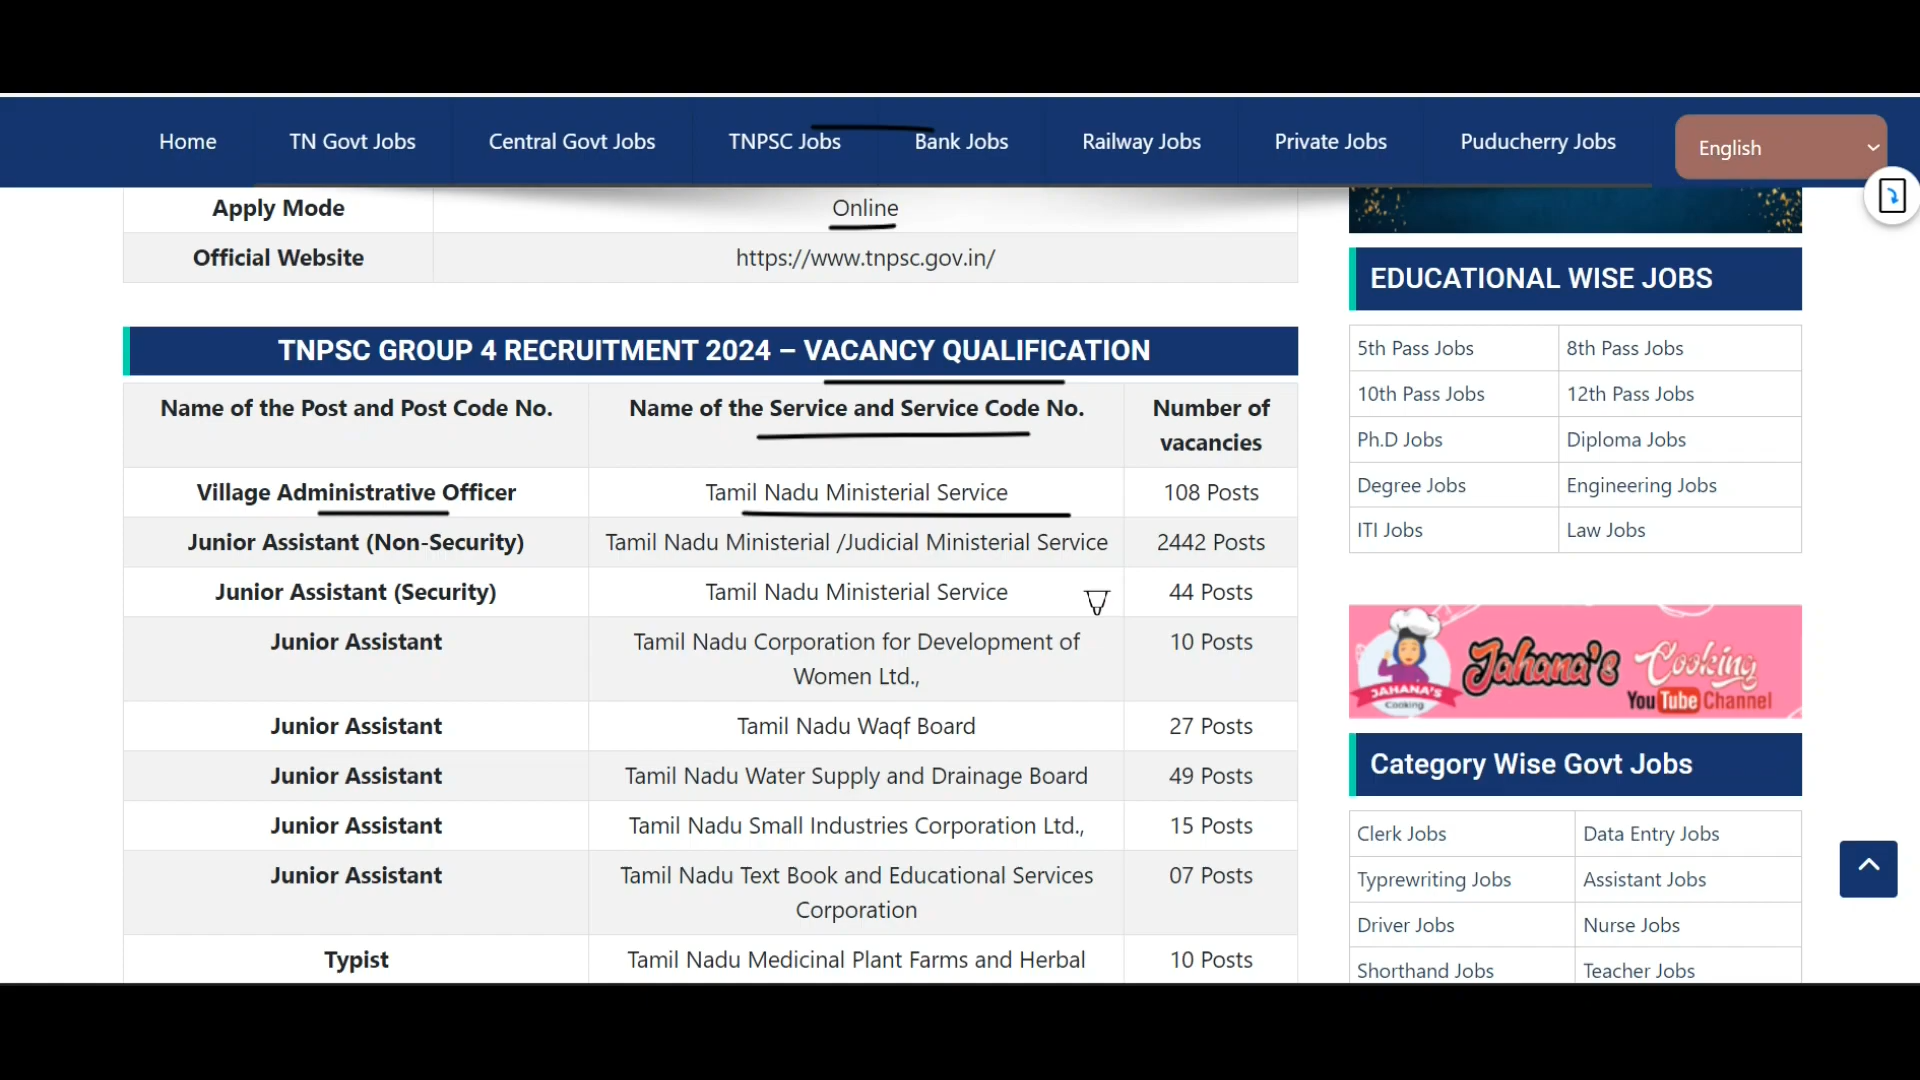 Home TN Govt Jobs Central Govt Jobs TNPSC Jobs Bank Jobs Railway Jobs Private Jobs Puducherry Jobs English
Apply Mode Online
Official Website https://www.tnpsc.gov.in/
TNPSC GROUP 4 RECRUITMENT 2024 – VACANCY QUALIFICATION
Name of the Post and Post Code No. Name of the Service and Service Code No. Number of
vacancies
Village Administrative Officer Tamil Nadu Ministerial Service 108 Posts
Junior Assistant (Non-Security) Tamil Nadu Ministerial /Judicial Ministerial Service 2442 Posts
Junior Assistant (Security) Tamil Nadu Ministerial Service 44 Posts
Junior Assistant Tamil Nadu Corporation for Development of 10 Posts
Women Ltd.,
Junior Assistant Tamil Nadu Waqf Board 27 Posts
Junior Assistant Tamil Nadu Water Supply and Drainage Board 49 Posts
Junior Assistant Tamil Nadu Small Industries Corporation Ltd., 15 Posts
Junior Assistant Tamil Nadu Text Book and Educational Services 07 Posts
Corporation
Typist Tamil Nadu Medicinal Plant Farms and Herbal 10 Posts
EDUCATIONAL WISE JOBS
5th Pass Jobs 8th Pass Jobs
10th Pass Jobs 12th Pass Jobs
Ph.D Jobs Diploma Jobs
Degree Jobs Engineering Jobs
ITI Jobs Law Jobs
Jahana's Cooking
YouTube Channel
JAHANA'S
Cooking
Category Wise Govt Jobs
Clerk Jobs Data Entry Jobs
Typrewriting Jobs Assistant Jobs
Driver Jobs Nurse Jobs
Shorthand Jobs Teacher Jobs